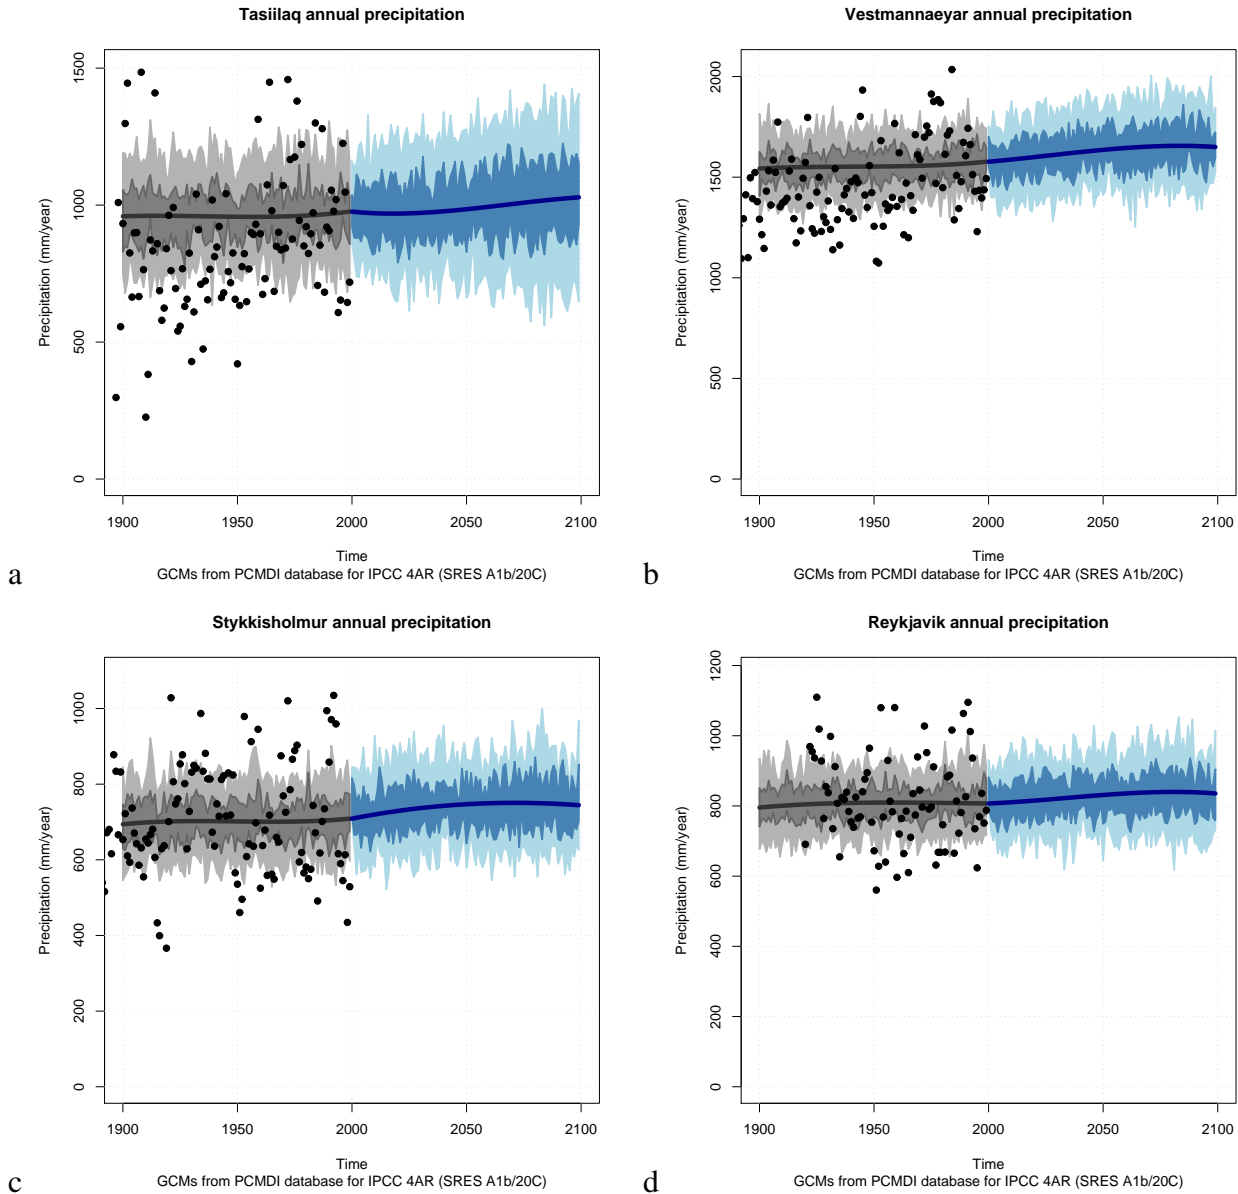 Tasiilaq annual precipitation
Precipitation (mm/year)
0 500 1000 1500
1900 1950 2000 2050 2100
Time
GCMs from PCMDI database for IPCC 4AR (SRES A1b/20C)
a
Vestmannaeyar annual precipitation
Precipitation (mm/year)
0 500 1000 1500 2000
1900 1950 2000 2050 2100
Time
GCMs from PCMDI database for IPCC 4AR (SRES A1b/20C)
b
Stykkisholmur annual precipitation
Precipitation (mm/year)
0 200 400 600 800 1000
1900 1950 2000 2050 2100
Time
GCMs from PCMDI database for IPCC 4AR (SRES A1b/20C)
c
Reykjavik annual precipitation
Precipitation (mm/year)
0 200 400 600 800 1000 1200
1900 1950 2000 2050 2100
Time
GCMs from PCMDI database for IPCC 4AR (SRES A1b/20C)
d